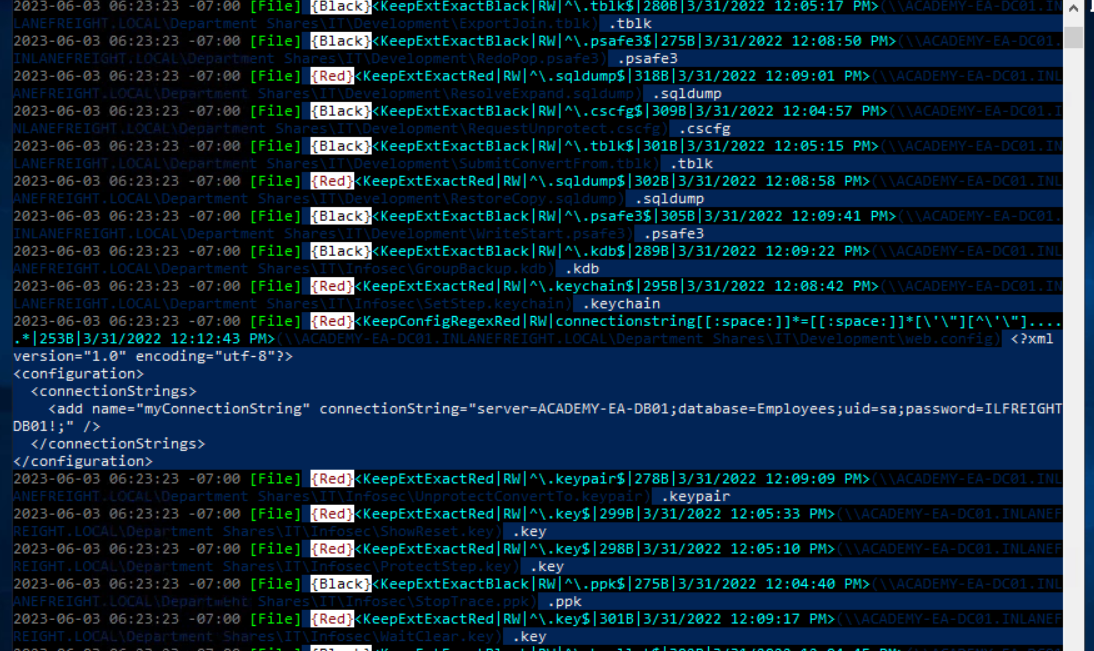 2023-06-03 06:23:23 -07:00 [File] {Black}<KeepExtExactBlack|RW|^\.tblk$|280B|3/31/2022 12:05:17 PM>(\\ACADEMY-EA-DC01.IN
LANEFREIGHT.LOCAL\Department Shares\IT\Development\ExportJoin.tblk) .tblk
2023-06-03 06:23:23 -07:00 [File] {Black}<KeepExtExactBlack|RW|^\.psafe3$|275B|3/31/2022 12:08:50 PM>(\\ACADEMY-EA-DC01.
INLANEFREIGHT.LOCAL\Department Shares\IT\Development\RedoPop.psafe3) .psafe3
2023-06-03 06:23:23 -07:00 [File] {Red}<KeepExtExactRed|RW|^\.sqldump$|318B|3/31/2022 12:09:01 PM>(\\ACADEMY-EA-DC01.INL
ANEFREIGHT.LOCAL\Department Shares\IT\Development\ResolveExpand.sqldump) .sqldump
2023-06-03 06:23:23 -07:00 [File] {Black}<KeepExtExactBlack|RW|^\.cscfg$|309B|3/31/2022 12:04:57 PM>(\\ACADEMY-EA-DC01.I
NLANEFREIGHT.LOCAL\Department Shares\IT\Development\RequestUnprotect.cscfg) .cscfg
2023-06-03 06:23:23 -07:00 [File] {Black}<KeepExtExactBlack|RW|^\.tblk$|301B|3/31/2022 12:05:15 PM>(\\ACADEMY-EA-DC01.IN
LANEFREIGHT.LOCAL\Department Shares\IT\Development\SubmitConvertFrom.tblk) .tblk
2023-06-03 06:23:23 -07:00 [File] {Red}<KeepExtExactRed|RW|^\.sqldump$|302B|3/31/2022 12:08:58 PM>(\\ACADEMY-EA-DC01.INL
ANEFREIGHT.LOCAL\Department Shares\IT\Development\RestoreCopy.sqldump) .sqldump
2023-06-03 06:23:23 -07:00 [File] {Black}<KeepExtExactBlack|RW|^\.psafe3$|305B|3/31/2022 12:09:41 PM>(\\ACADEMY-EA-DC01.
INLANEFREIGHT.LOCAL\Department Shares\IT\Development\WriteStart.psafe3) .psafe3
2023-06-03 06:23:23 -07:00 [File] {Black}<KeepExtExactBlack|RW|^\.kdb$|289B|3/31/2022 12:09:22 PM>(\\ACADEMY-EA-DC01.INL
ANEFREIGHT.LOCAL\Department Shares\IT\Infosec\GroupBackup.kdb) .kdb
2023-06-03 06:23:23 -07:00 [File] {Red}<KeepExtExactRed|RW|^\.keychain$|295B|3/31/2022 12:08:42 PM>(\\ACADEMY-EA-DC01.IN
LANEFREIGHT.LOCAL\Department Shares\IT\Infosec\SetStep.keychain) .keychain
2023-06-03 06:23:23 -07:00 [File] {Red}<KeepConfigRegexRed|RW|connectionstring[[:space:]]*=[[:space:]]*[\'\"][^\'\"]....
.*|253B|3/31/2022 12:12:43 PM>(\\ACADEMY-EA-DC01.INLANEFREIGHT.LOCAL\Department Shares\IT\Development\web.config) <?xml
version="1.0" encoding="utf-8"?>
<configuration>
<connectionStrings>
<add name="myConnectionString" connectionString="server=ACADEMY-EA-DB01;database=Employees;uid=sa;password=ILFREIGHT
DB01!;" />
</connectionStrings>
</configuration>
2023-06-03 06:23:23 -07:00 [File] {Red}<KeepExtExactRed|RW|^\.keypair$|278B|3/31/2022 12:09:09 PM>(\\ACADEMY-EA-DC01.INL
ANEFREIGHT.LOCAL\Department Shares\IT\Infosec\UnprotectConvertTo.keypair) .keypair
2023-06-03 06:23:23 -07:00 [File] {Red}<KeepExtExactRed|RW|^\.key$|299B|3/31/2022 12:05:33 PM>(\\ACADEMY-EA-DC01.INLANEF
REIGHT.LOCAL\Department Shares\IT\Infosec\ShowReset.key) .key
2023-06-03 06:23:23 -07:00 [File] {Red}<KeepExtExactRed|RW|^\.key$|298B|3/31/2022 12:05:10 PM>(\\ACADEMY-EA-DC01.INLANEF
REIGHT.LOCAL\Department Shares\IT\Infosec\ProtectStep.key) .key
2023-06-03 06:23:23 -07:00 [File] {Black}<KeepExtExactBlack|RW|^\.ppk$|275B|3/31/2022 12:04:40 PM>(\\ACADEMY-EA-DC01.INL
ANEFREIGHT.LOCAL\Department Shares\IT\Infosec\StopTrace.ppk) .ppk
2023-06-03 06:23:23 -07:00 [File] {Red}<KeepExtExactRed|RW|^\.key$|301B|3/31/2022 12:09:17 PM>(\\ACADEMY-EA-DC01.INLANEF
REIGHT.LOCAL\Department Shares\IT\Infosec\WaitClear.key) .key